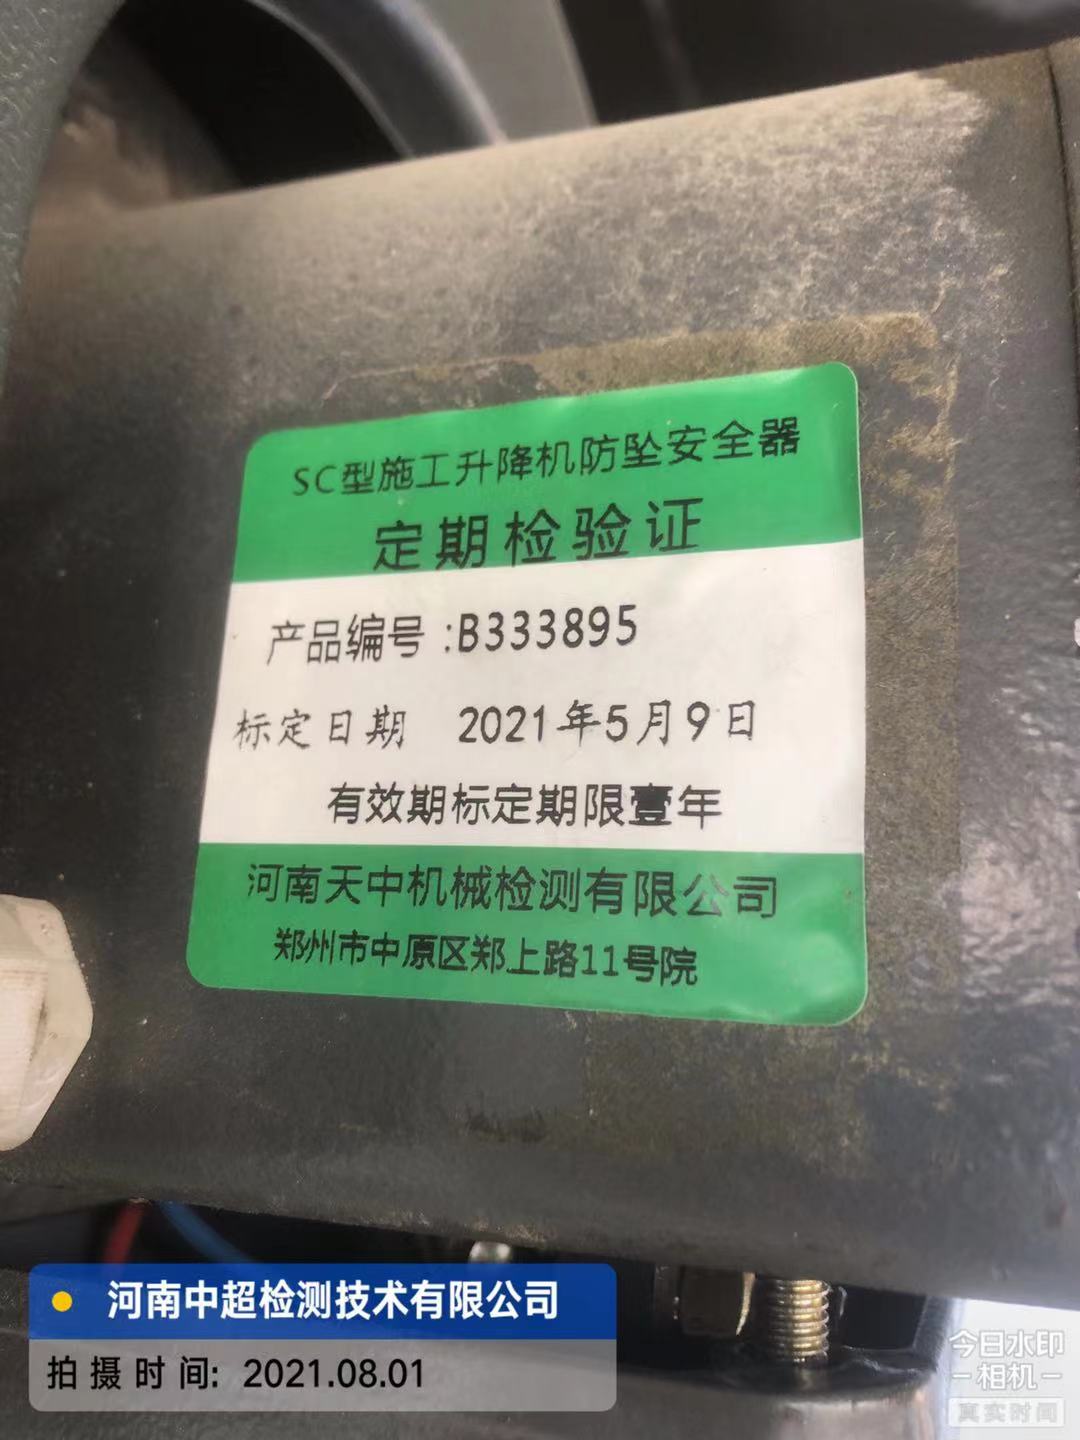 SC型施工升降机防坠安全器
定期检验证
产品编号:B333895
标定日期 2021年5月9日
有效期标定期限壹年
河南天中机械检测有限公司
郑州市中原区郑上路11号院
河南中超检测技术有限公司
拍摄时间: 2021.08.01
今日水印
-相机-
真实时间